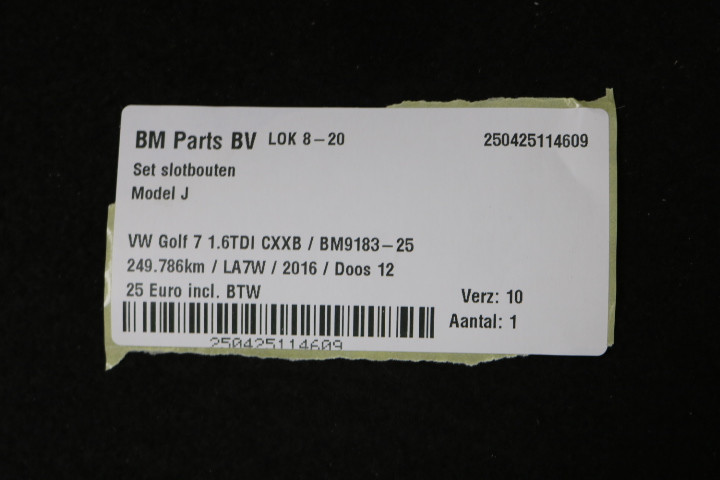 BM Parts BV LOK 8-20 250425114609
Set slotbouten
Model J
VW Golf 7 1.6TDI CXXB / BM9183-25
249.786km / LA7W / 2016 / Doos 12
25 Euro incl. BTW
Verz: 10
Aantal: 1
250425114609